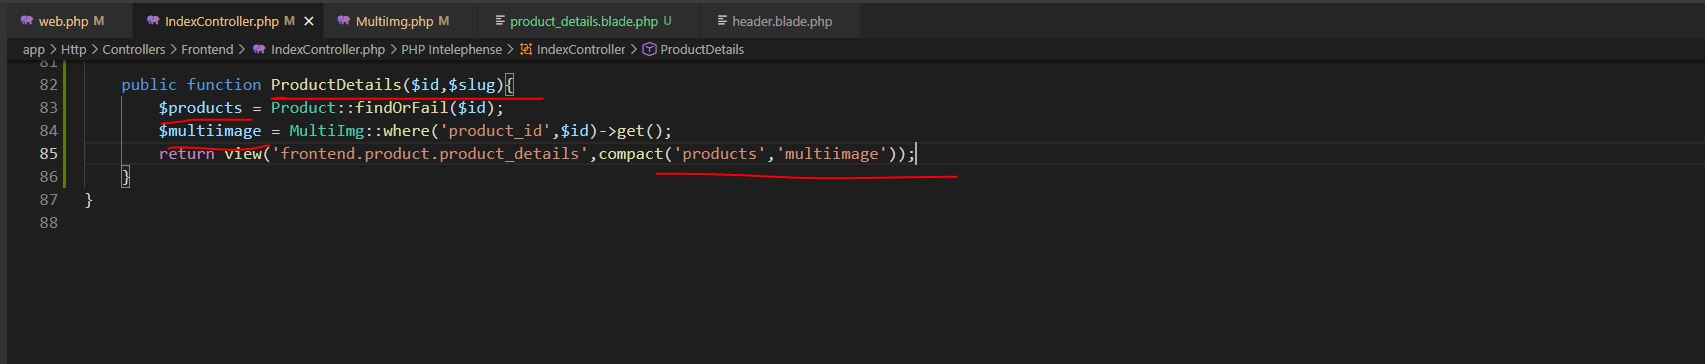 web.php M IndexController.php M × MultiImg.php M product_details.blade.php U header.blade.php
app > Http > Controllers > Frontend > IndexController.php > PHP Intelephense > IndexController > ProductDetails
81
82 public function ProductDetails($id,$slug){
83 $products = Product::findOrFail($id);
84 $multiimage = MultiImg::where('product_id',$id)->get();
85 return view('frontend.product.product_details',compact('products','multiimage'));
86 }
87 }
88